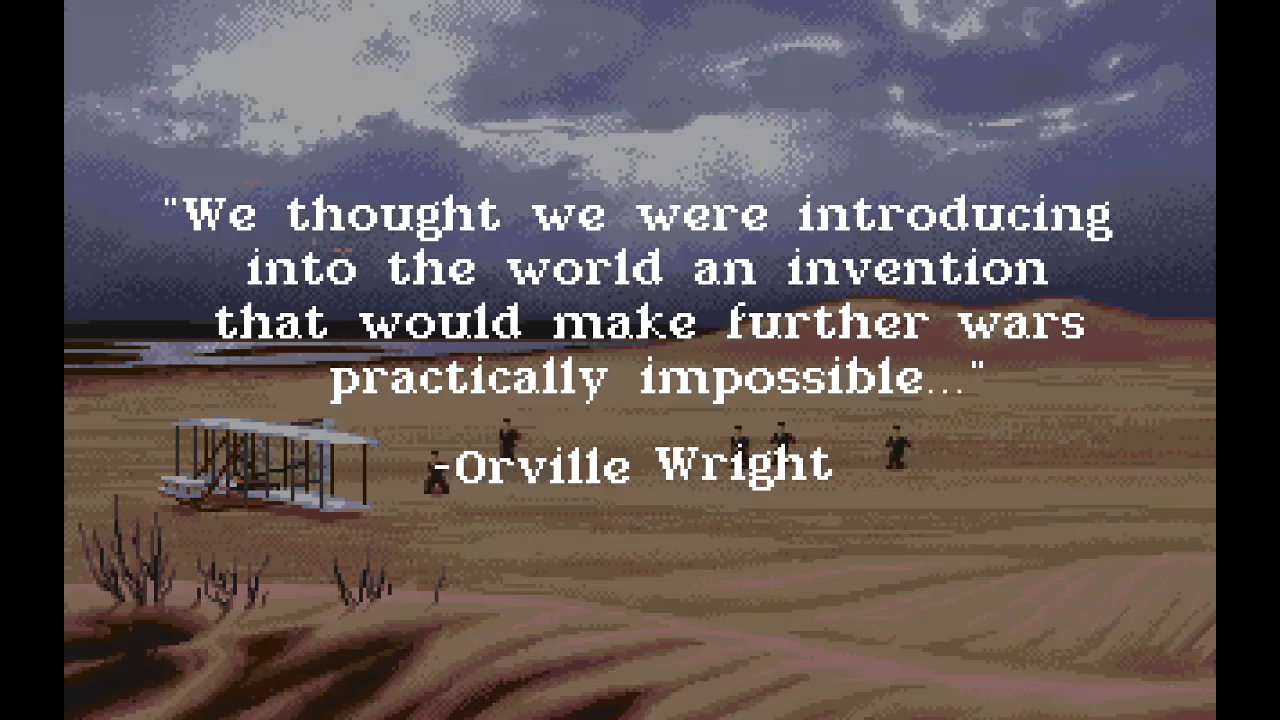 "We thought we were introducing
into the world an invention
that would make further wars
practically impossible..."
-Orville Wright